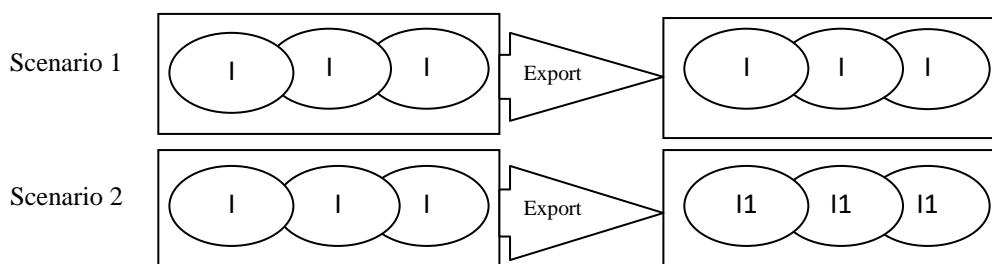 Scenario 1 I I I Export I I I
Scenario 2 I I I Export I1 I1 I1